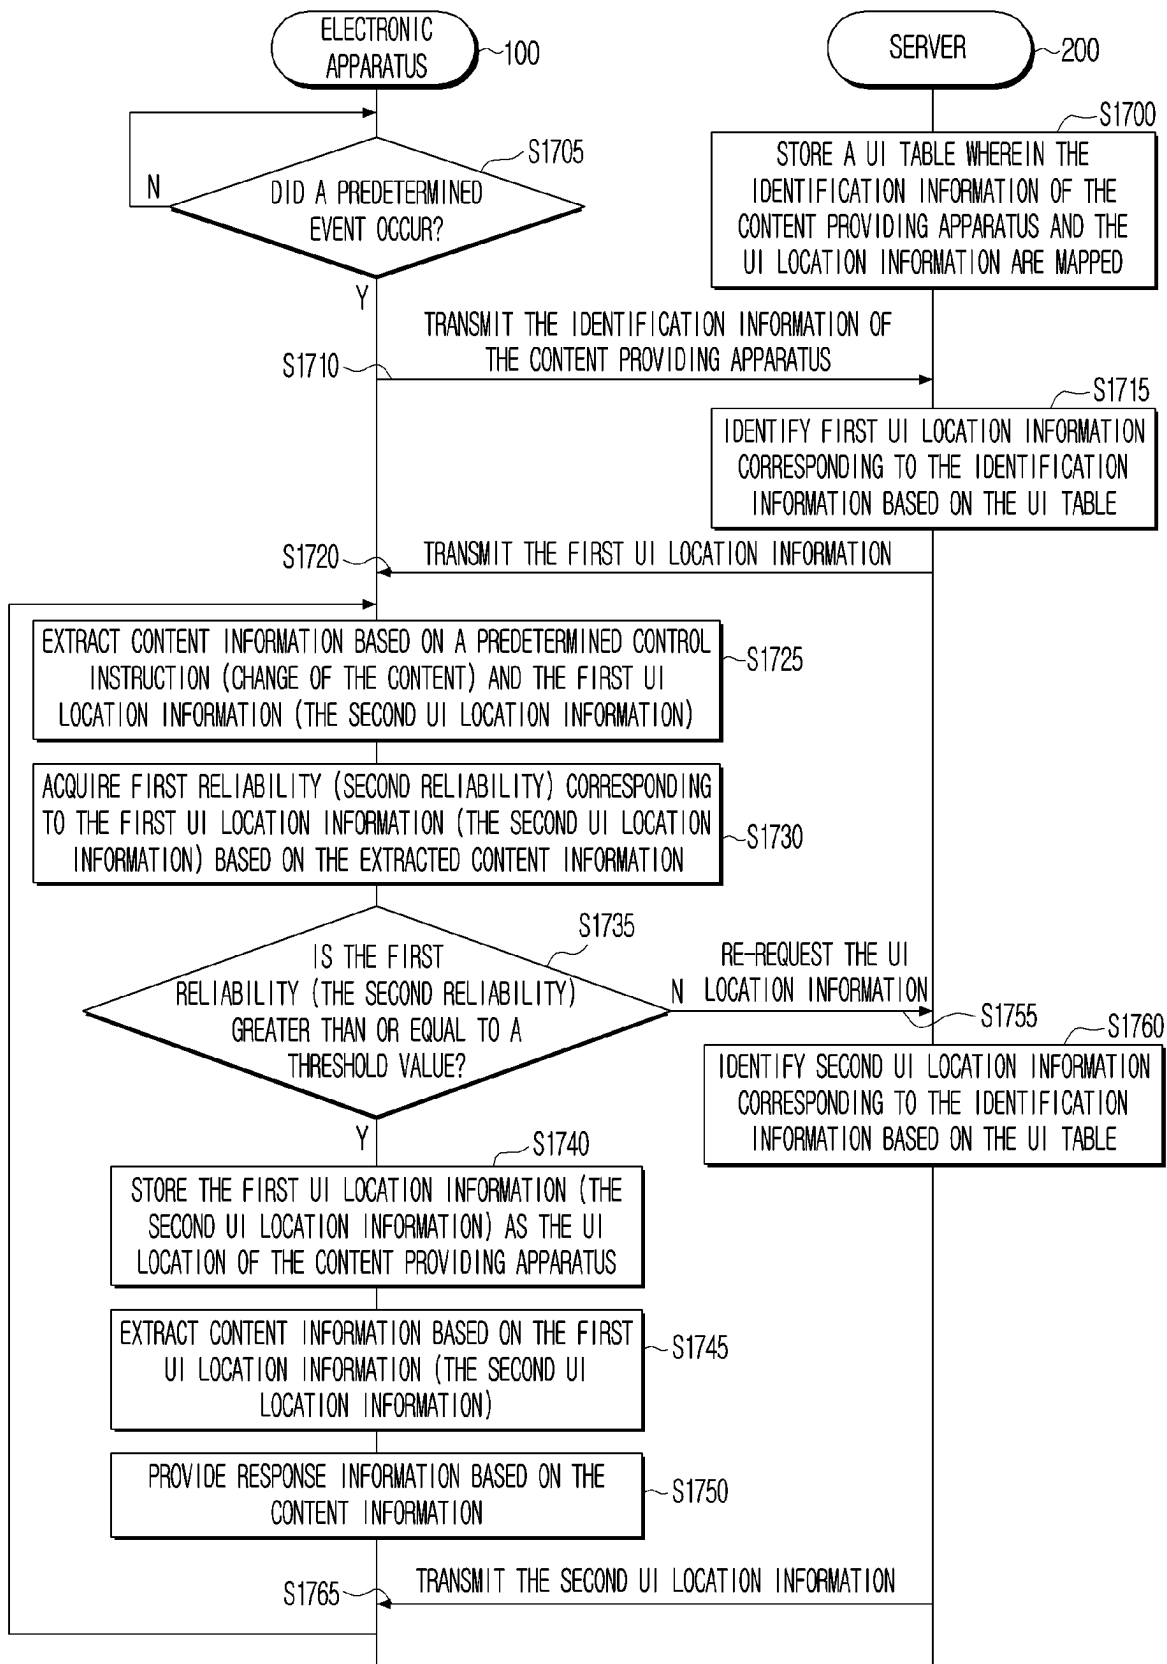 ELECTRONIC
APPARATUS
100
SERVER
200
S1700
STORE A UI TABLE WHEREIN THE
IDENTIFICATION INFORMATION OF THE
CONTENT PROVIDING APPARATUS AND THE
UI LOCATION INFORMATION ARE MAPPED
S1705
N
DID A PREDETERMINED
EVENT OCCUR?
Y
TRANSMIT THE IDENTIFICATION INFORMATION OF
THE CONTENT PROVIDING APPARATUS
S1710
S1715
IDENTIFY FIRST UI LOCATION INFORMATION
CORRESPONDING TO THE IDENTIFICATION
INFORMATION BASED ON THE UI TABLE
S1720
TRANSMIT THE FIRST UI LOCATION INFORMATION
EXTRACT CONTENT INFORMATION BASED ON A PREDETERMINED CONTROL
INSTRUCTION (CHANGE OF THE CONTENT) AND THE FIRST UI
LOCATION INFORMATION (THE SECOND UI LOCATION INFORMATION)
S1725
ACQUIRE FIRST RELIABILITY (SECOND RELIABILITY) CORRESPONDING
TO THE FIRST UI LOCATION INFORMATION (THE SECOND UI LOCATION
INFORMATION) BASED ON THE EXTRACTED CONTENT INFORMATION
S1730
S1735
IS THE FIRST
RELIABILITY (THE SECOND RELIABILITY)
GREATER THAN OR EQUAL TO A
THRESHOLD VALUE?
N
RE-REQUEST THE UI
LOCATION INFORMATION
S1755
S1760
IDENTIFY SECOND UI LOCATION INFORMATION
CORRESPONDING TO THE IDENTIFICATION
INFORMATION BASED ON THE UI TABLE
Y
S1740
STORE THE FIRST UI LOCATION INFORMATION (THE
SECOND UI LOCATION INFORMATION) AS THE UI
LOCATION OF THE CONTENT PROVIDING APPARATUS
EXTRACT CONTENT INFORMATION BASED ON THE FIRST
UI LOCATION INFORMATION (THE SECOND UI
LOCATION INFORMATION)
S1745
PROVIDE RESPONSE INFORMATION BASED ON THE
CONTENT INFORMATION
S1750
S1765
TRANSMIT THE SECOND UI LOCATION INFORMATION